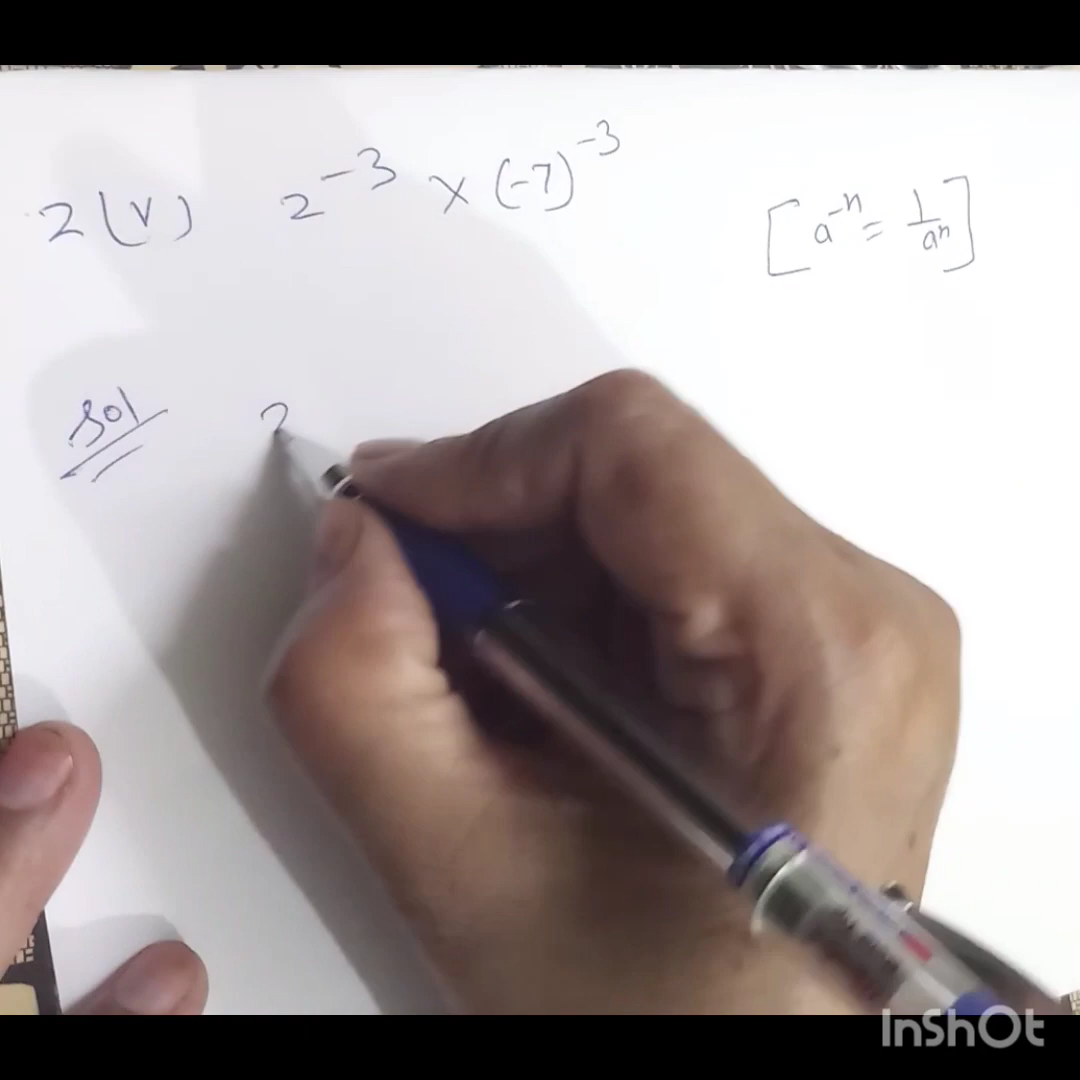 2(v) 2^-3 × (-7)^-3 [a^-n = 1/a^n]
Sol 2
InShOt